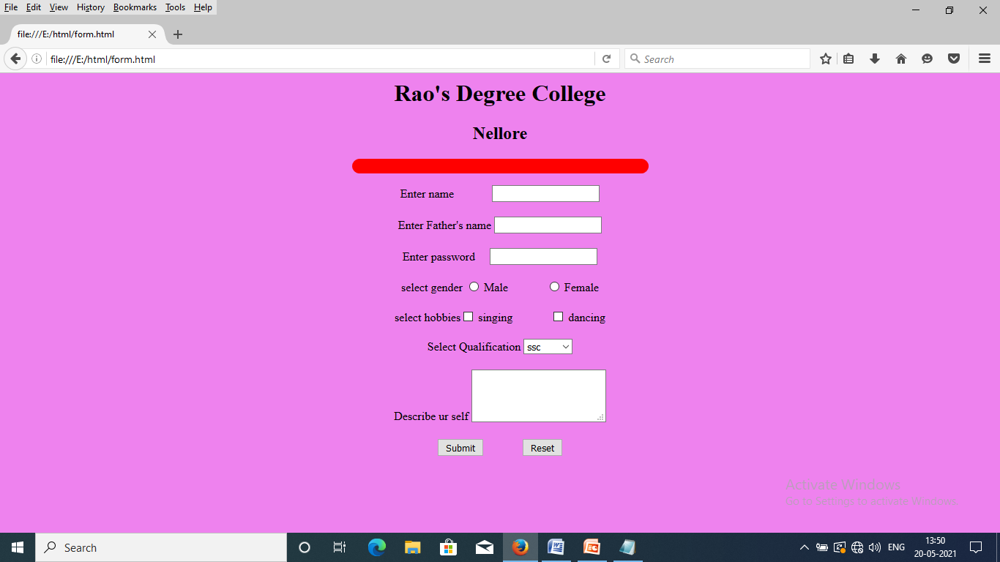 File Edit View History Bookmarks Tools Help
file:///E:/html/form.html
file:///E:/html/form.html
Search
Rao's Degree College
Nellore
Enter name
Enter Father's name
Enter password
select gender Male Female
select hobbies singing dancing
Select Qualification ssc
Describe ur self
Submit Reset
Activate Windows
Go to Settings to activate Windows.
Search
ENG
13:50
20-05-2021